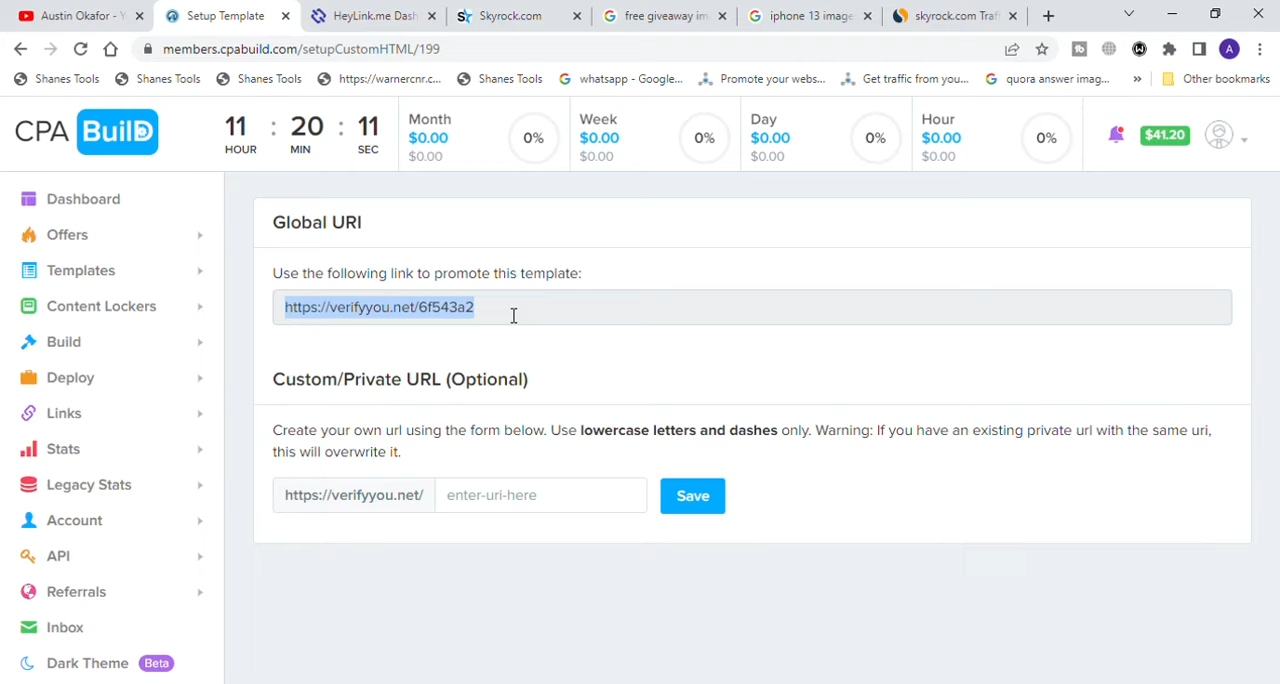 Austin Okafor - Y
Setup Template
HeyLink.me Dash
Skyrock.com
free giveaway im
iphone 13 image
skyrock.com Traf
members.cpabuild.com/setupCustomHTML/199
A
Shanes Tools
Shanes Tools
Shanes Tools
https://warnercnr.c...
Shanes Tools
whatsapp - Google...
Promote your webs...
Get traffic from you...
quora answer imag...
»
Other bookmarks
CPA BuilD
11 : 20 : 11
HOUR MIN SEC
Month
$0.00
$0.00
0%
Week
$0.00
$0.00
0%
Day
$0.00
$0.00
0%
Hour
$0.00
$0.00
0%
$41.20
Dashboard
Offers
Templates
Content Lockers
Build
Deploy
Links
Stats
Legacy Stats
Account
API
Referrals
Inbox
Dark Theme Beta
Global URI
Use the following link to promote this template:
https://verifyyou.net/6f543a2
Custom/Private URL (Optional)
Create your own url using the form below. Use lowercase letters and dashes only. Warning: If you have an existing private url with the same uri,
this will overwrite it.
https://verifyyou.net/ enter-uri-here Save